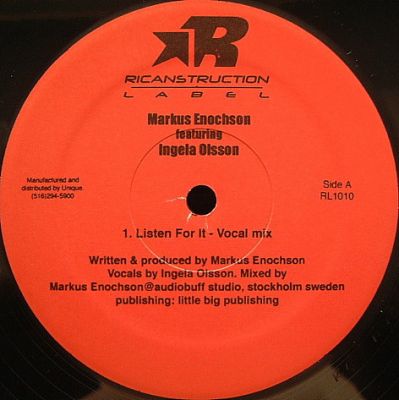 R
RICANSTRUCTION
LABEL
Markus Enochson
featuring
Ingela Olsson
Manufactured and
distributed by Unique.
(516)294-5900
Side A
RL1010
1. Listen For It - Vocal mix
Written & produced by Markus Enochson
Vocals by Ingela Olsson. Mixed by
Markus Enochson@audiobuff studio, stockholm sweden
publishing: little big publishing